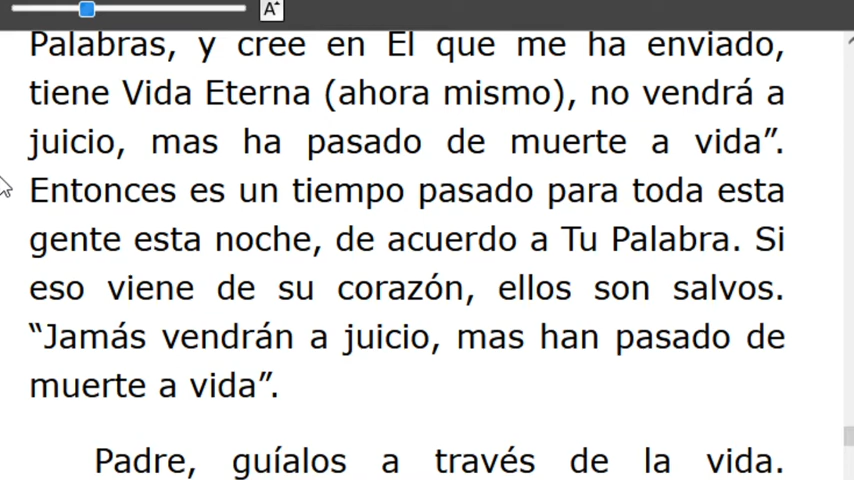 A
Palabras, y cree en El que me ha enviado,
tiene Vida Eterna (ahora mismo), no vendrá a
juicio, mas ha pasado de muerte a vida”.
Entonces es un tiempo pasado para toda esta
gente esta noche, de acuerdo a Tu Palabra. Si
eso viene de su corazón, ellos son salvos.
“Jamás vendrán a juicio, mas han pasado de
muerte a vida”.
Padre, guíalos a través de la vida.